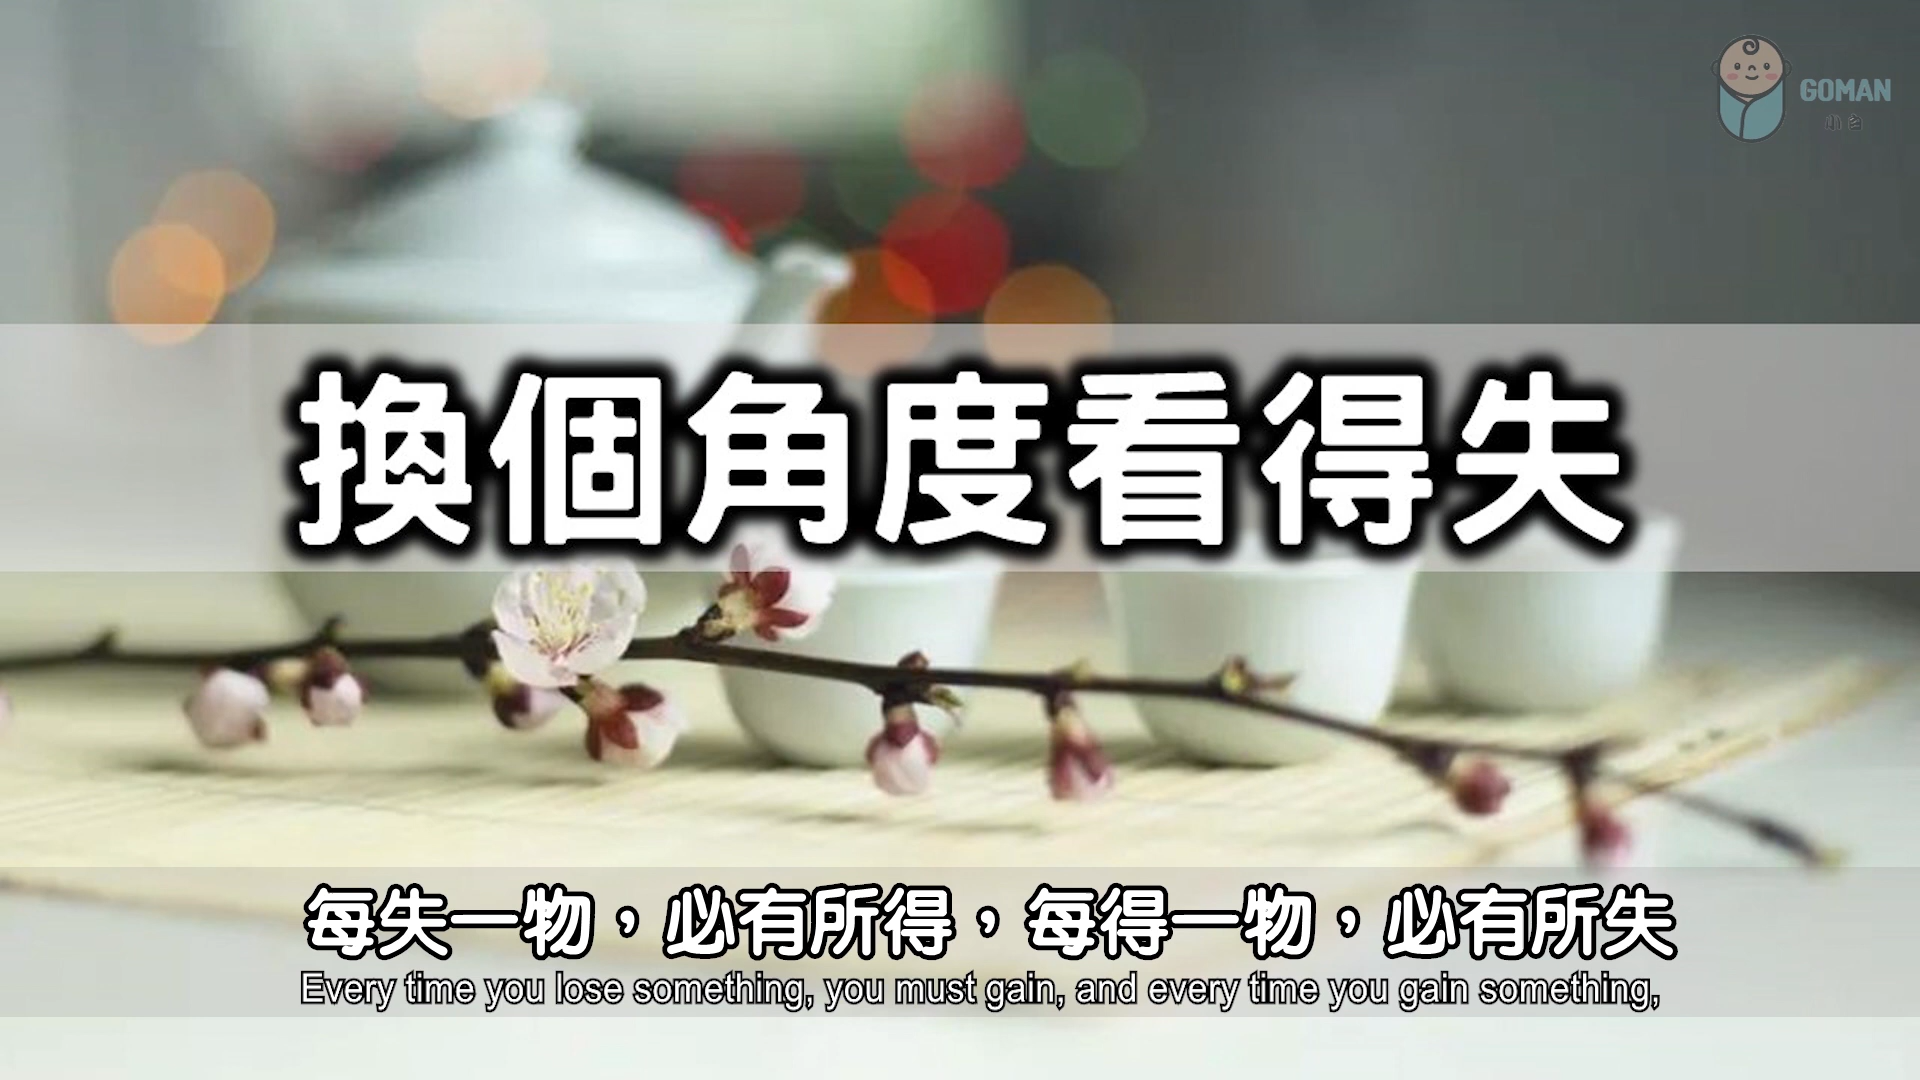 GOMAN
小白
換個角度看得失
每失一物，必有所得，每得一物，必有所失
Every time you lose something, you must gain, and every time you gain something,